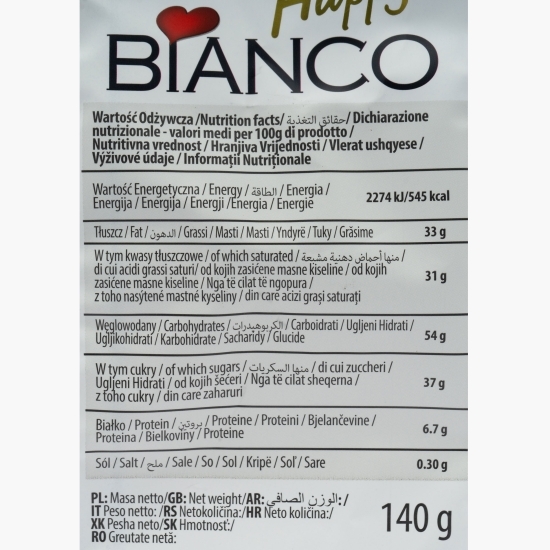 Happy
BIANCO
Wartość Odżywcza /Nutrition facts/ حقائق التغذية/ Dichiarazione
nutrizionale - valori medi per 100g di prodotto /
Nutritivna vrednost / Hranjiva Vrijednosti / Vlerat ushqyese /
Výživové údaje / Informații Nutriționale
Wartość Energetyczna / Energy / الطاقة / Energia /
Energija / Energija / Energji /Energia / Energie
2274 kJ/545 kcal
Tłuszcz / Fat / الدهون / Grassi / Masti / Masti / Yndyrë / Tuky / Grăsime
33 g
W tym kwasy tłuszczowe / of which saturated / منها أحماض دهنية مشبعة /
di cui acidi grassi saturi/ od kojih zasićene masne kiseline / od kojih
zasićene masne kiseline / Nga të cilat të ngopura /
z toho nasýtené mastné kyseliny / din care acizi grași saturați
31 g
Węglowodany / Carbohydrates / الكربوهيدرات / Carboidrati / Ugljeni Hidrati /
Ugljikohidrati / Karbohidrate / Sacharidy / Glucide
54 g
W tym cukry / of which sugars / منها السكريات / di cui zuccheri /
Ugljeni Hidrati / od kojih šećeri / Nga të cilat sheqerna /
z toho cukry / din care zaharuri
37 g
Białko / Protein / بروتين / Proteine / Proteini / Bjelančevine /
Proteina / Bielkoviny / Proteine
6.7 g
Sól / Salt / ملح / Sale / So / Sol / Kripë / Soľ / Sare
0.30 g
PL: Masa netto/GB: Net weight/AR: الوزن الصافي:/
IT Peso netto: /RS Netokoličina:/HR Neto količina:/
XK Pesha neto/SK Hmotnosť:/
RO Greutate netă:
140 g